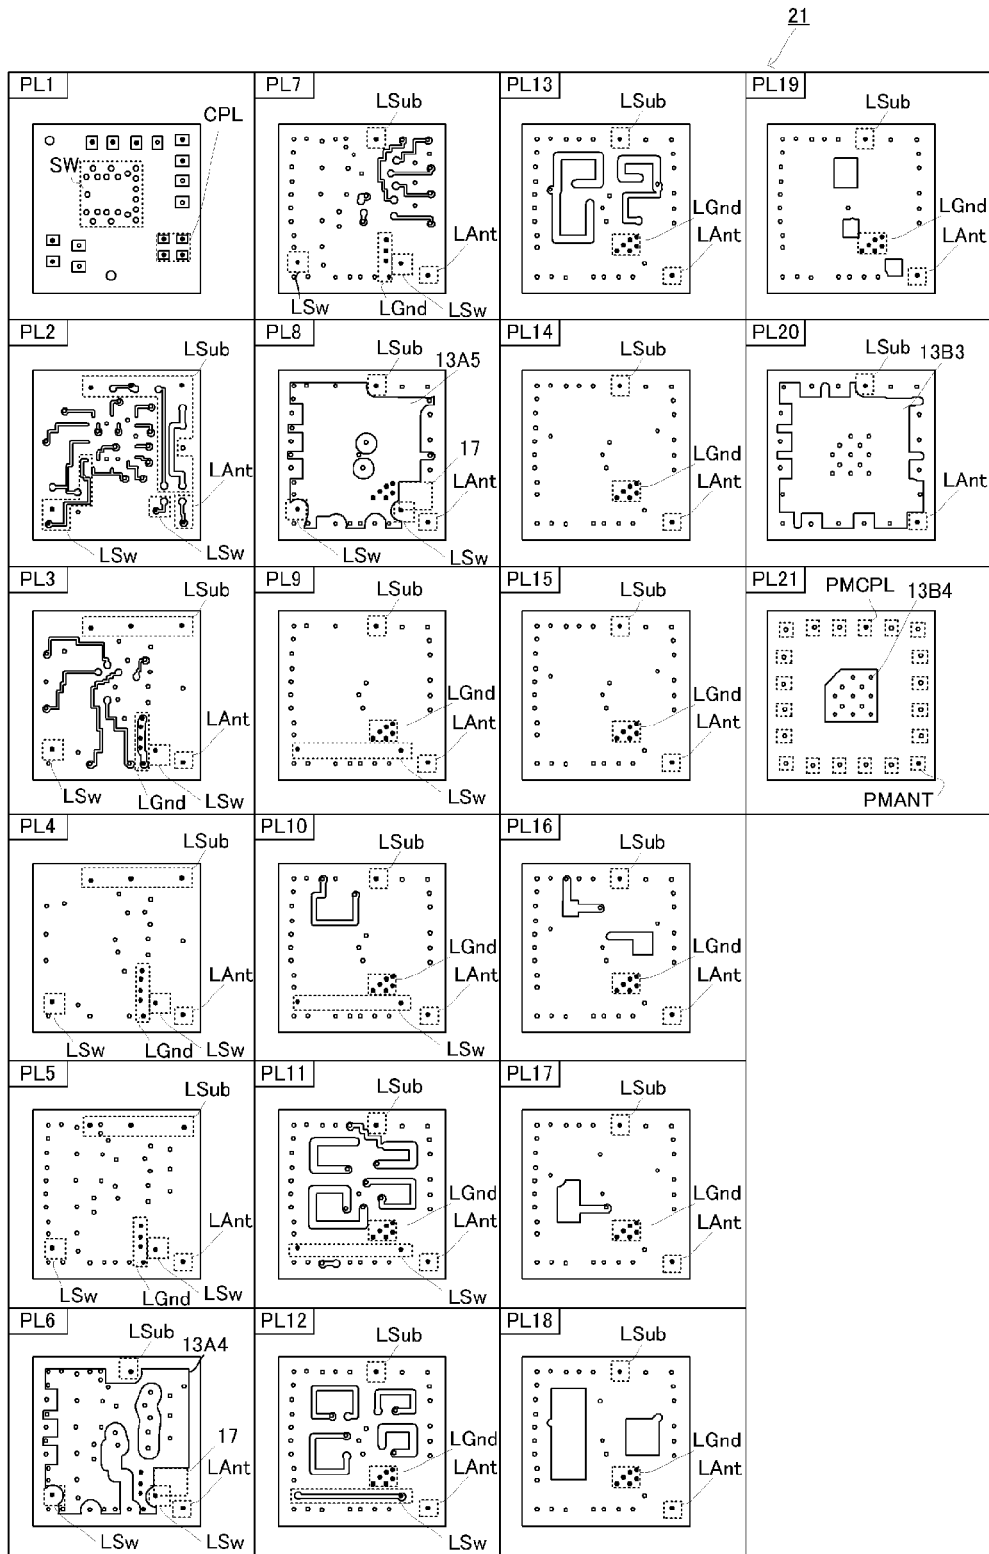 21
PL1
CPL
SW
PL2
LSub
LAnt
LSw
LSw
PL3
LSub
LAnt
LSw
LGnd
LSw
PL4
LSub
LAnt
LSw
LGnd
LSw
PL5
LSub
LAnt
LSw
LGnd
LSw
PL6
LSub
13A4
17
LAnt
LSw
LSw
PL7
LSub
LAnt
LSw
LGnd
LSw
PL8
LSub
13A5
17
LAnt
LSw
LSw
PL9
LSub
LGnd
LAnt
LSw
PL10
LSub
LGnd
LAnt
LSw
PL11
LSub
LGnd
LAnt
LSw
PL12
LSub
LGnd
LAnt
LSw
PL13
LSub
LGnd
LAnt
PL14
LSub
LGnd
LAnt
PL15
LSub
LGnd
LAnt
PL16
LSub
LGnd
LAnt
PL17
LSub
LGnd
LAnt
PL18
LSub
LGnd
LAnt
PL19
LSub
LGnd
LAnt
PL20
LSub
13B3
LAnt
PL21
PMCPL
13B4
PMANT